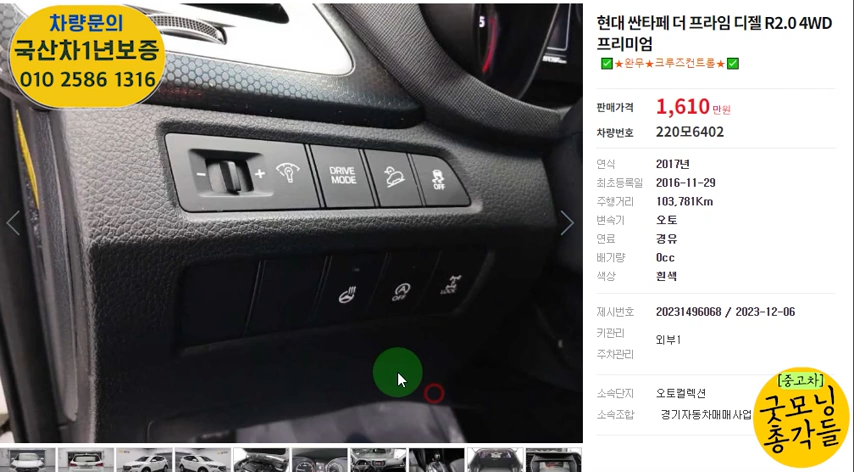 차량문의
국산차1년보증
010 2586 1316
- +
DRIVE
MODE
OFF
OFF
LOCK
현대 싼타페 더 프라임 디젤 R2.0 4WD
프리미엄
✅★완무★크루즈컨트롤★✅
판매가격 1,610 만원
차량번호 220모6402
연식 2017년
최초등록일 2016-11-29
주행거리 103,781Km
변속기 오토
연료 경유
배기량 0cc
색상 흰색
제시번호 20231496068 / 2023-12-06
키관리 외부1
주차관리
소속단지 오토컬렉션
소속조합 경기자동차매매사업
[중고차]
굿모닝
총각들